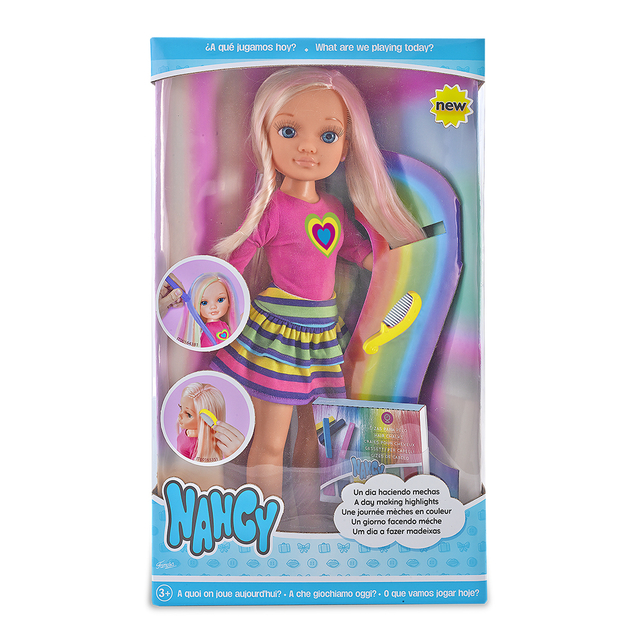 ¿A qué jugamos hoy? • What are we playing today?
new
NANCY
NANCY
Un día haciendo mechas
A day making highlights
Une journée mèches en couleur
Un giorno facendo mèche
Um dia a fazer madeixas
Famosa
3+ A quoi on joue aujourd'hui? • A che giochiamo oggi? • O que vamos jogar hoje?